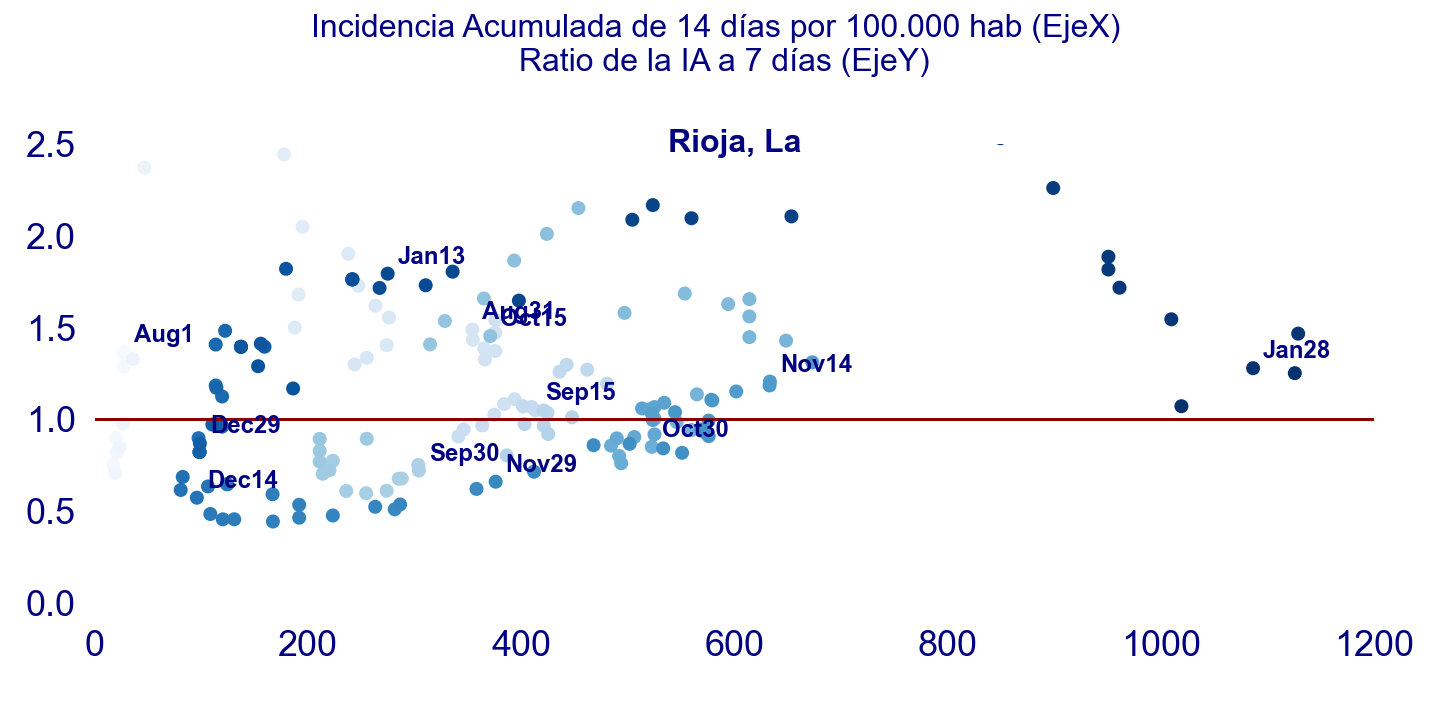 Incidencia Acumulada de 14 días por 100.000 hab (EjeX)
Ratio de la IA a 7 días (EjeY)
Rioja, La
2.5
2.0
1.5
1.0
0.5
0.0
Jan13
Aug31
Oct15
Aug1
Nov14
Jan28
Sep15
Dec29
Oct30
Sep30
Nov29
Dec14
0
200
400
600
800
1000
1200